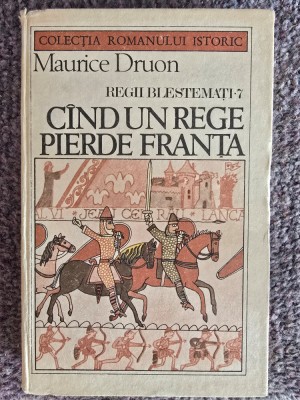 COLECȚIA ROMANULUI ISTORIC
Maurice Druon
REGII BLESTEMAȚI·7
CÎND UN REGE
PIERDE FRANȚA